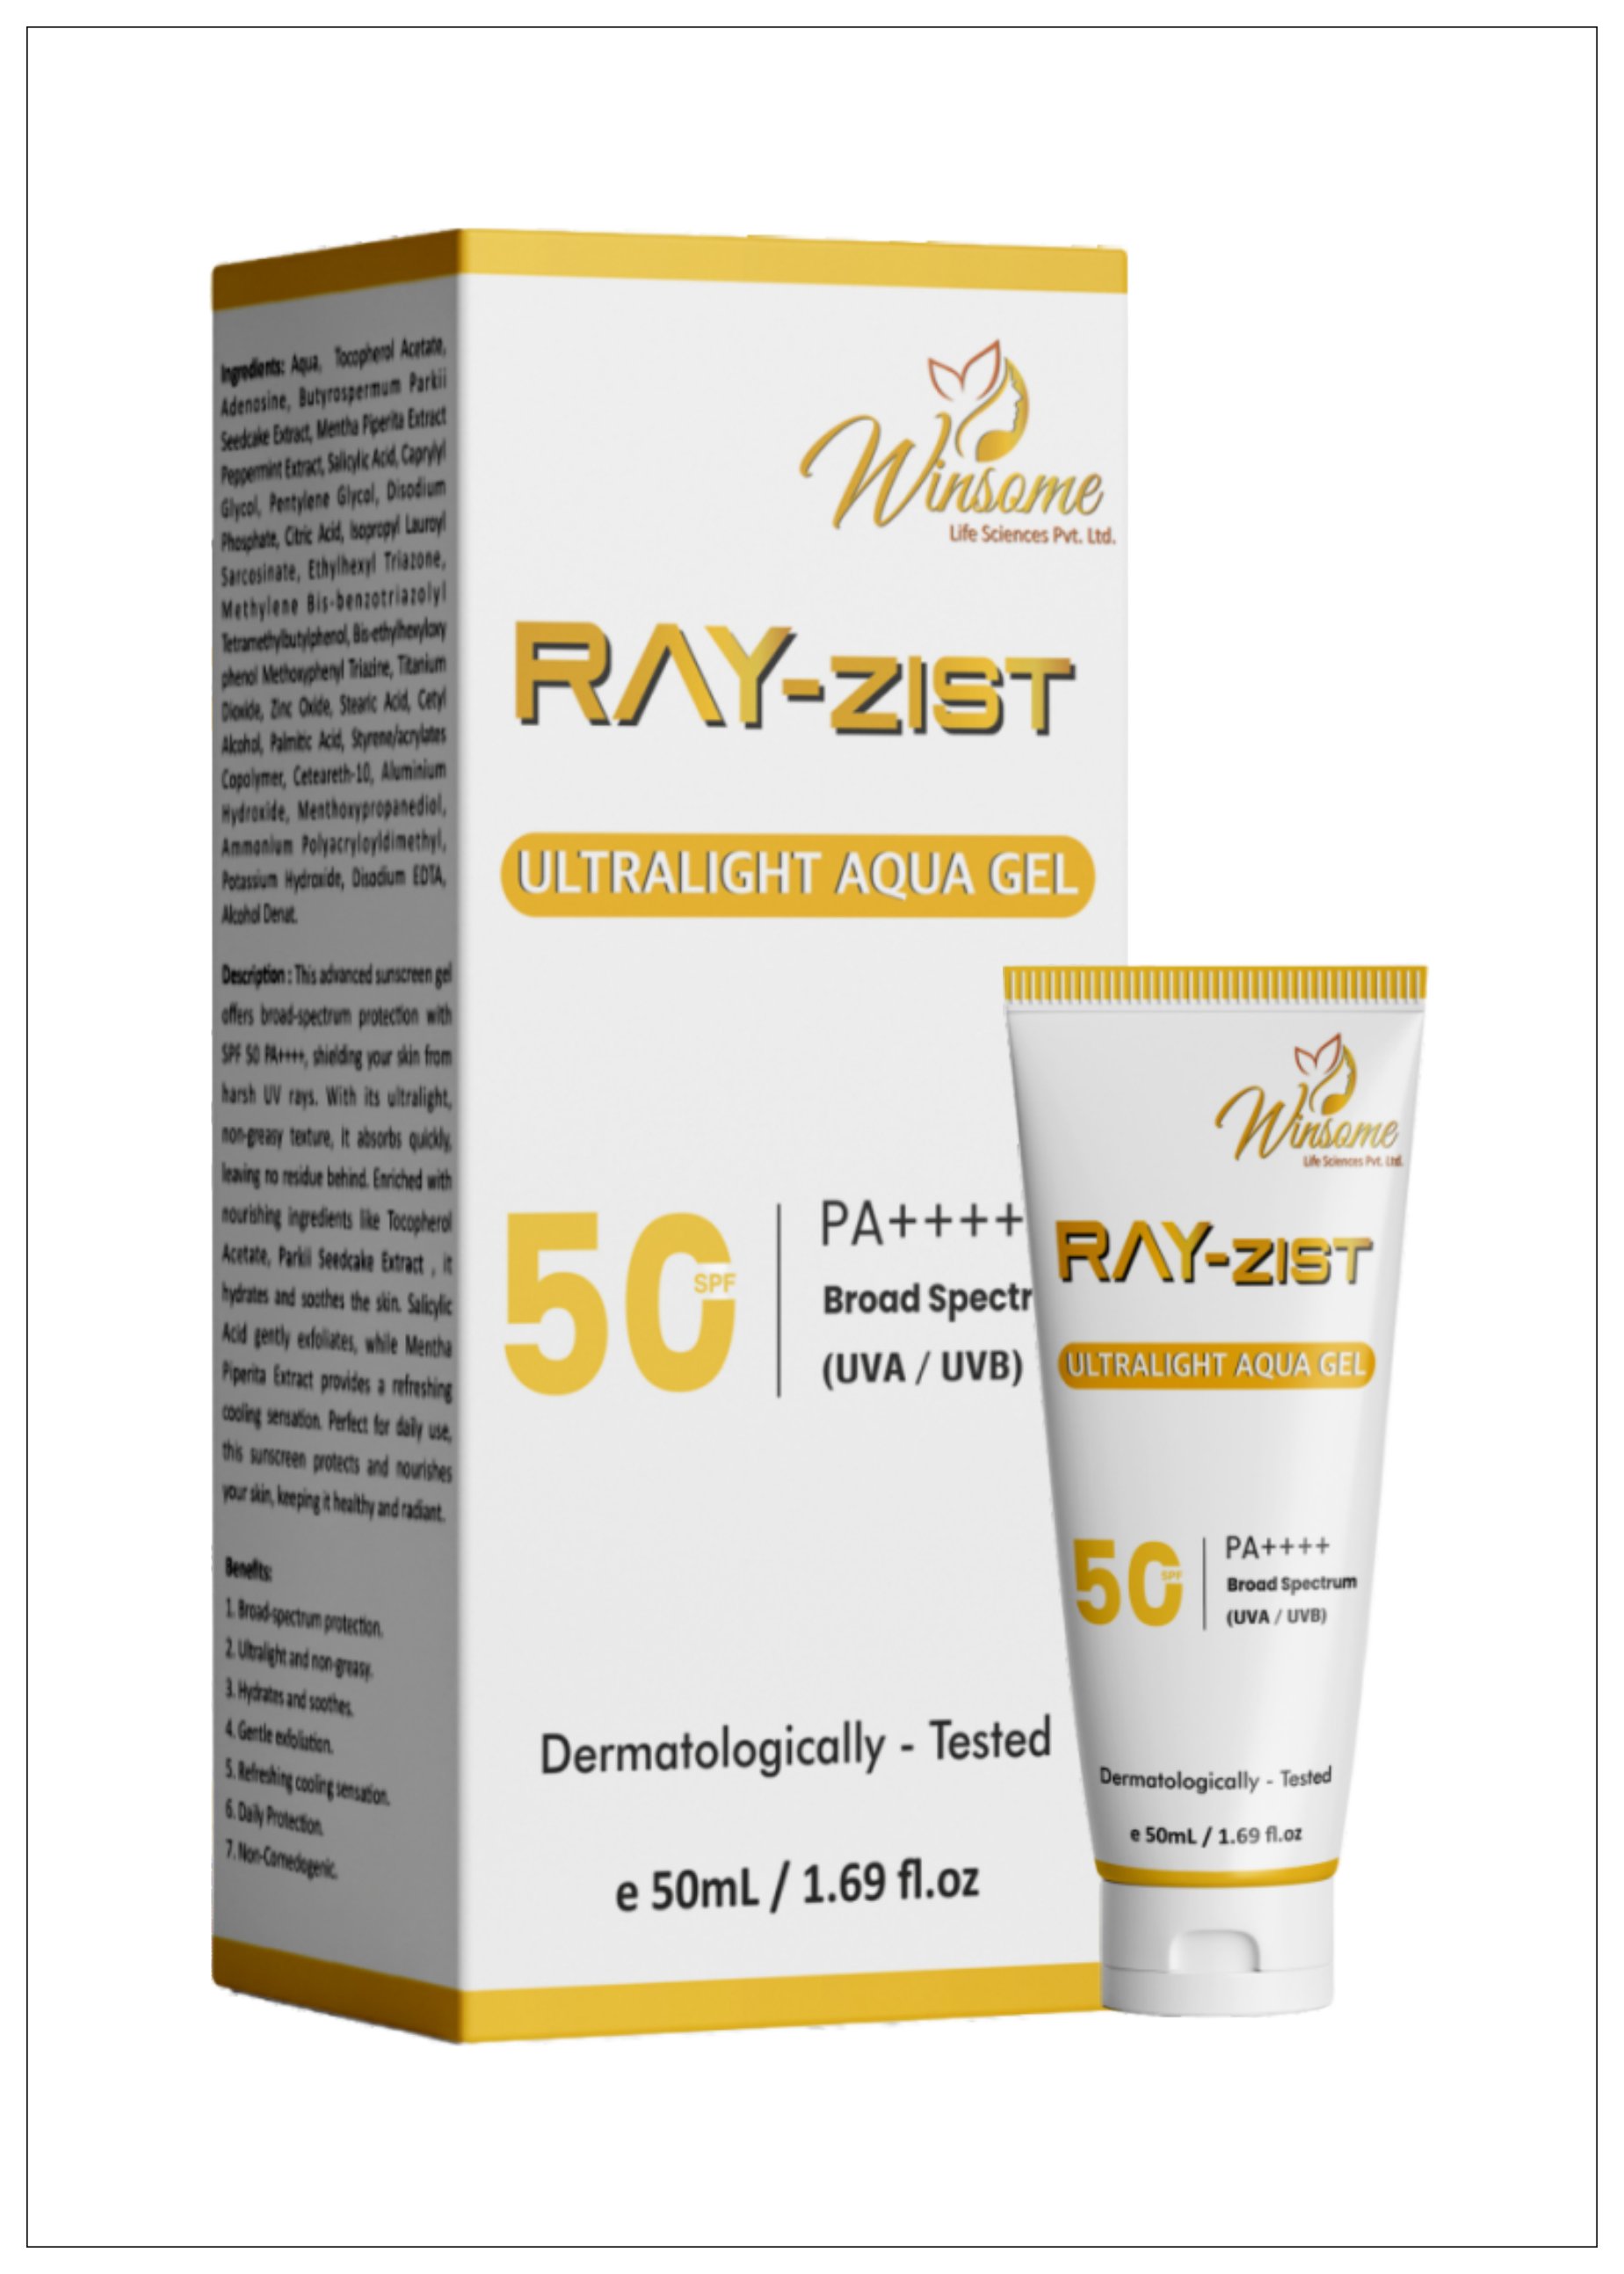 Ingredients: Aqua, Tocopherol Acetate,
Adenosine, Butyrospermum Parkii
Seedcake Extract, Mentha Piperita Extract
Peppermint Extract, Salicylic Acid, Caprylyl
Glycol, Pentylene Glycol, Disodium
Phosphate, Citric Acid, Isopropyl Lauroyl
Sarcosinate, Ethylhexyl Triazone,
Methylene Bis-benzotriazolyl
Tetramethylbutylphenol, Bis-ethylhexyloxy
phenol Methoxyphenyl Triazine, Titanium
Dioxide, Zinc Oxide, Stearic Acid, Cetyl
Alcohol, Palmitic Acid, Styrene/acrylates
Copolymer, Ceteareth-10, Aluminium
Hydroxide, Menthoxypropanediol,
Ammonium Polyacryloyldimethyl,
Potassium Hydroxide, Disodium EDTA,
Alcohol Denat.
Description : This advanced sunscreen gel
offers broad-spectrum protection with
SPF 50 PA++++, shielding your skin from
harsh UV rays. With its ultralight,
non-greasy texture, it absorbs quickly,
leaving no residue behind. Enriched with
nourishing ingredients like Tocopherol
Acetate, Parkii Seedcake Extract , it
hydrates and soothes the skin. Salicylic
Acid gently exfoliates, while Mentha
Piperita Extract provides a refreshing
cooling sensation. Perfect for daily use,
this sunscreen protects and nourishes
your skin, keeping it healthy and radiant.
Benefits:
1. Broad-spectrum protection.
2. Ultralight and non-greasy.
3. Hydrates and soothes.
4. Gentle exfoliation.
5. Refreshing cooling sensation.
6. Daily Protection.
7. Non-Comedogenic.
Winsome
Life Sciences Pvt. Ltd.
RAY-ZIST
ULTRALIGHT AQUA GEL
50 SPF
PA++++
Broad Spectr
(UVA / UVB)
Dermatologically - Tested
e 50mL / 1.69 fl.oz
Winsome
Life Sciences Pvt. Ltd.
RAY-ZIST
ULTRALIGHT AQUA GEL
50 SPF
PA++++
Broad Spectrum
(UVA / UVB)
Dermatologically - Tested
e 50mL / 1.69 fl.oz